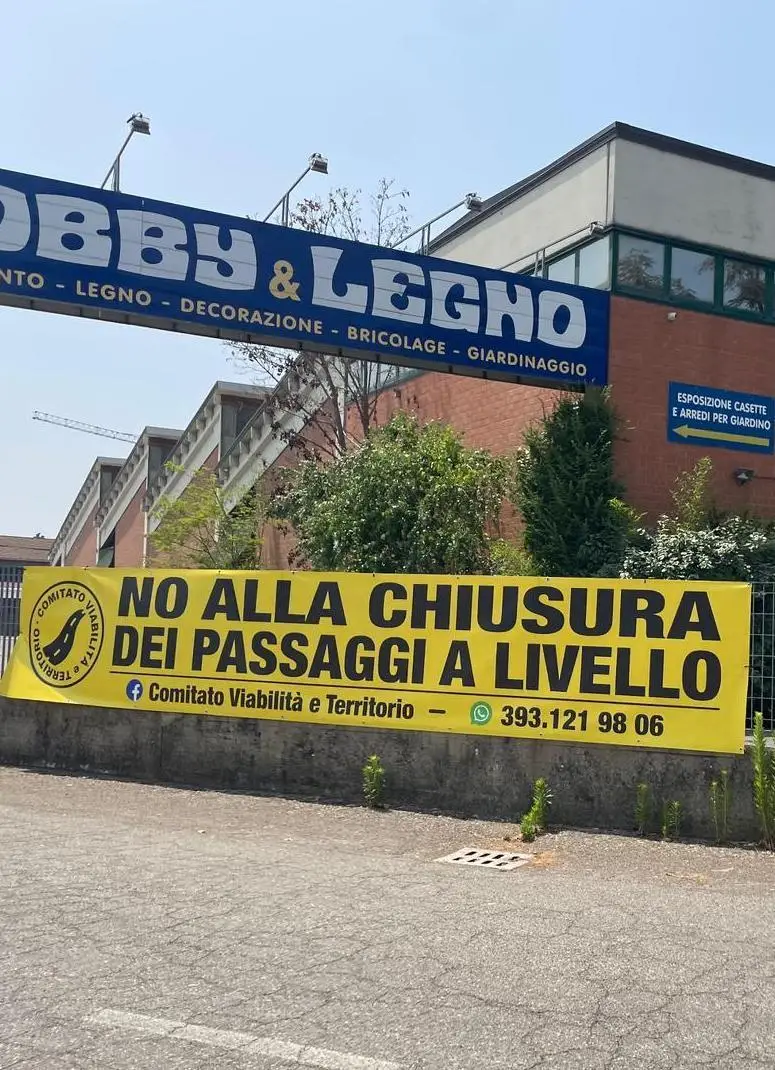 OBBY & LEGNO
NTO - LEGNO - DECORAZIONE - BRICOLAGE - GIARDINAGGIO
ESPOSIZIONE CASETTE
E ARREDI PER GIARDINO
COMITATO VIABILITÀ e TERRITORIO
NO ALLA CHIUSURA
DEI PASSAGGI A LIVELLO
Comitato Viabilità e Territorio — 393.121 98 06